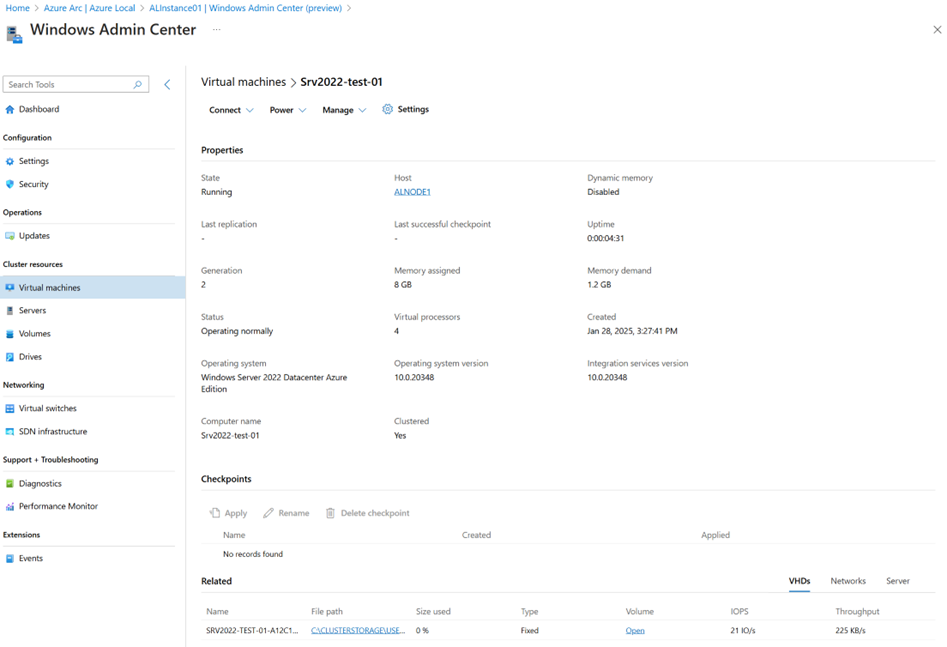 Home > Azure Arc | Azure Local > ALInstance01 | Windows Admin Center (preview) >
Windows Admin Center ...
Search Tools
Dashboard
Configuration
Settings
Security
Operations
Updates
Cluster resources
Virtual machines
Servers
Volumes
Drives
Networking
Virtual switches
SDN infrastructure
Support + Troubleshooting
Diagnostics
Performance Monitor
Extensions
Events
Virtual machines > Srv2022-test-01
Connect Power Manage Settings
Properties
State Host Dynamic memory
Running ALNODE1 Disabled
Last replication Last successful checkpoint Uptime
- - 0:00:04:31
Generation Memory assigned Memory demand
2 8 GB 1.2 GB
Status Virtual processors Created
Operating normally 4 Jan 28, 2025, 3:27:41 PM
Operating system Operating system version Integration services version
Windows Server 2022 Datacenter Azure 10.0.20348 10.0.20348
Edition
Computer name Clustered
Srv2022-test-01 Yes
Checkpoints
Apply Rename Delete checkpoint
Name Created Applied
No records found
Related VHDs Networks Server
Name File path Size used Type Volume IOPS Throughput
SRV2022-TEST-01-A12C1... C:\CLUSTERSTORAGE\USE... 0 % Fixed Open 21 IO/s 225 KB/s